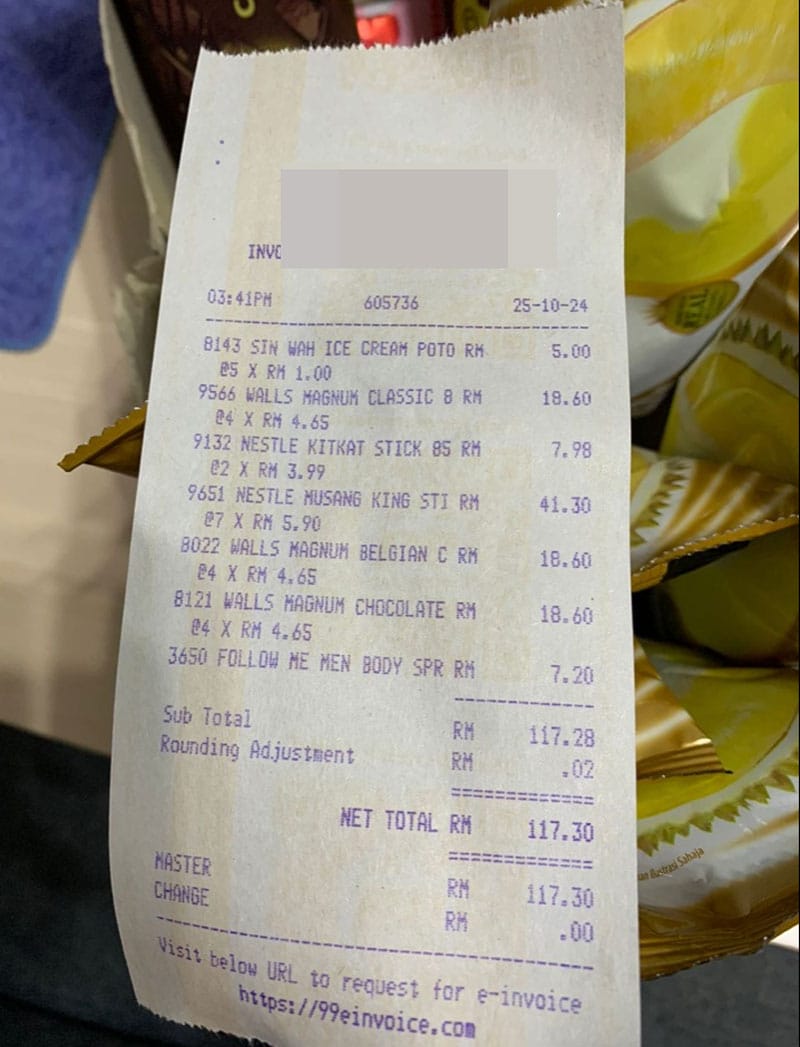 INVO
03:41PM 605736 25-10-24
8143 SIN WAH ICE CREAM POTO RM 5.00
@5 X RM 1.00
9566 WALLS MAGNUM CLASSIC 8 RM 18.60
@4 X RM 4.65
9132 NESTLE KITKAT STICK 85 RM 7.98
@2 X RM 3.99
9651 NESTLE MUSANG KING STI RM 41.30
@7 X RM 5.90
8022 WALLS MAGNUM BELGIAN C RM 18.60
@4 X RM 4.65
8121 WALLS MAGNUM CHOCOLATE RM 18.60
@4 X RM 4.65
3650 FOLLOW ME MEN BODY SPR RM 7.20
Sub Total RM 117.28
Rounding Adjustment RM .02
NET TOTAL RM 117.30
MASTER RM 117.30
CHANGE RM .00
Visit below URL to request for e-invoice
https://99einvoice.com
REAL
Ilustrasi Sahaja